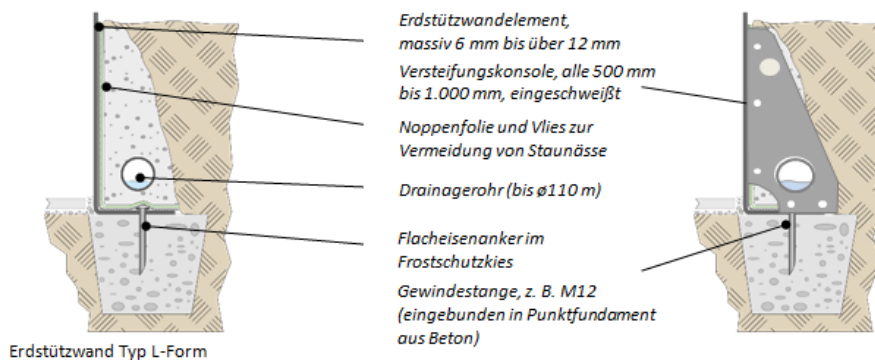 Erdstützwandelement,
massiv 6 mm bis über 12 mm
Versteifungskonsole, alle 500 mm
bis 1.000 mm, eingeschweißt
Noppenfolie und Vlies zur
Vermeidung von Staunässe
Drainagerohr (bis ø110 m)
Flacheisenanker im
Frostschutzkies
Gewindestange, z. B. M12
(eingebunden in Punktfundament
aus Beton)
Erdstützwand Typ L-Form